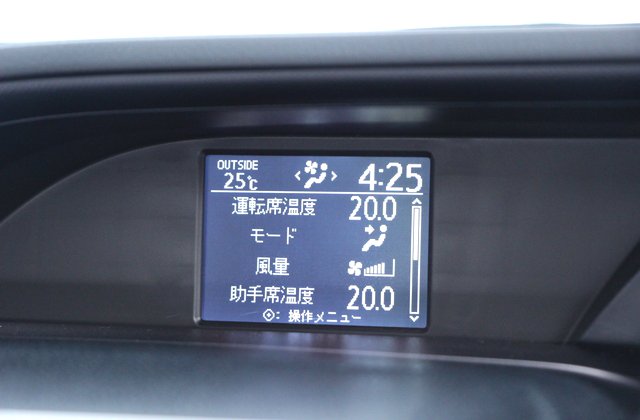 OUTSIDE
25℃
4:25
運転席温度 20.0
モード
風量
助手席温度 20.0
: 操作メニュー